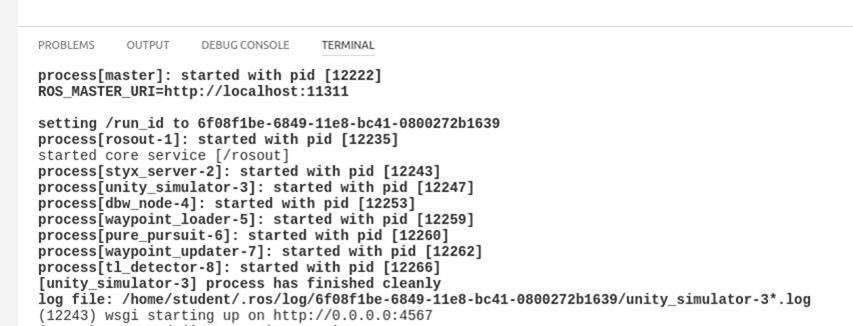 PROBLEMS OUTPUT DEBUG CONSOLE TERMINAL
process[master]: started with pid [12222]
ROS_MASTER_URI=http://localhost:11311
setting /run_id to 6f08f1be-6849-11e8-bc41-0800272b1639
process[rosout-1]: started with pid [12235]
started core service [/rosout]
process[styx_server-2]: started with pid [12243]
process[unity_simulator-3]: started with pid [12247]
process[dbw_node-4]: started with pid [12253]
process[waypoint_loader-5]: started with pid [12259]
process[pure_pursuit-6]: started with pid [12260]
process[waypoint_updater-7]: started with pid [12262]
process[tl_detector-8]: started with pid [12266]
[unity_simulator-3] process has finished cleanly
log file: /home/student/.ros/log/6f08f1be-6849-11e8-bc41-0800272b1639/unity_simulator-3*.log
(12243) wsgi starting up on http://0.0.0.0:4567